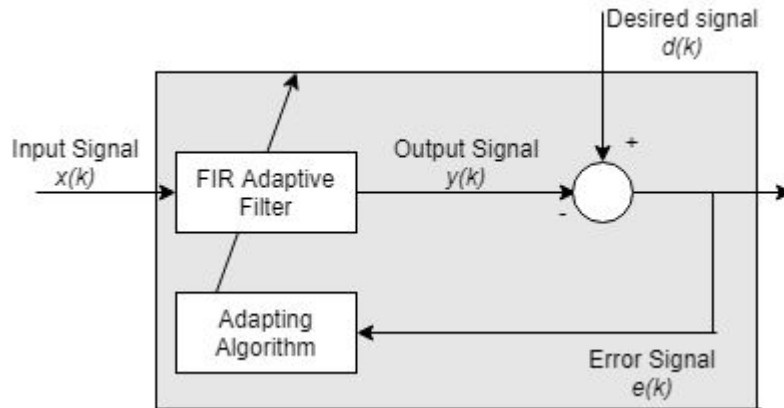 Desired signal
d(k)
+
Input Signal
x(k)
FIR Adaptive
Filter
Output Signal
y(k)
-
Adapting
Algorithm
Error Signal
e(k)